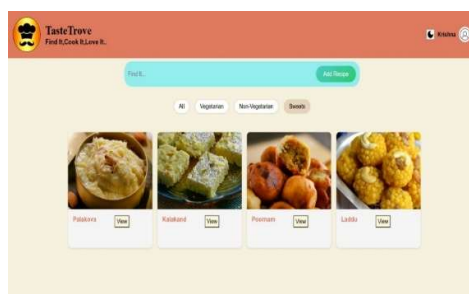 TasteTrove
Find It,Cook It,Love It..
Krishna
Find It..
Add Recipe
All Vegetarian Non-Vegetarian Sweets
Palakova View
Kalakand View
Poornam View
Laddu View